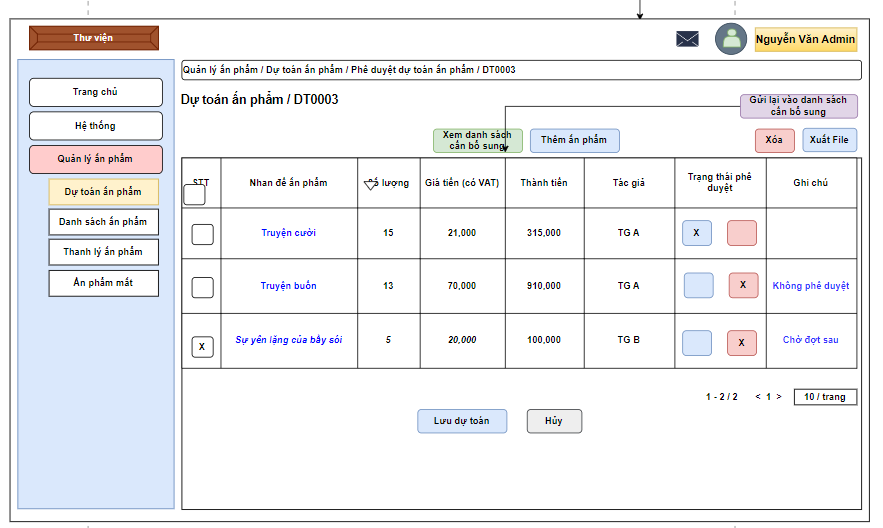 Thư viện
Nguyễn Văn Admin
Trang chủ
Hệ thống
Quản lý ấn phẩm
Dự toán ấn phẩm
Danh sách ấn phẩm
Thanh lý ấn phẩm
Ấn phẩm mất
Quản lý ấn phẩm / Dự toán ấn phẩm / Phê duyệt dự toàn ấn phẩm / DT0003
Dự toán ấn phẩm / DT0003
Gửi lại vào danh sách
cần bổ sung
Xem danh sách
cần bổ sung
Thêm ấn phẩm
Xóa
Xuất File
STT
Nhan đề ấn phẩm
Số lượng
Giá tiền (có VAT)
Thành tiền
Tác giả
Trạng thái phê
duyệt
Ghi chú
Truyện cười
15
21,000
315,000
TG A
X
Truyện buồn
13
70,000
910,000
TG A
X
Không phê duyệt
X
Sự yên lặng của bầy sói
5
20,000
100,000
TG B
X
Chờ đợt sau
1 - 2 / 2
< 1 >
10 / trang
Lưu dự toán
Hủy